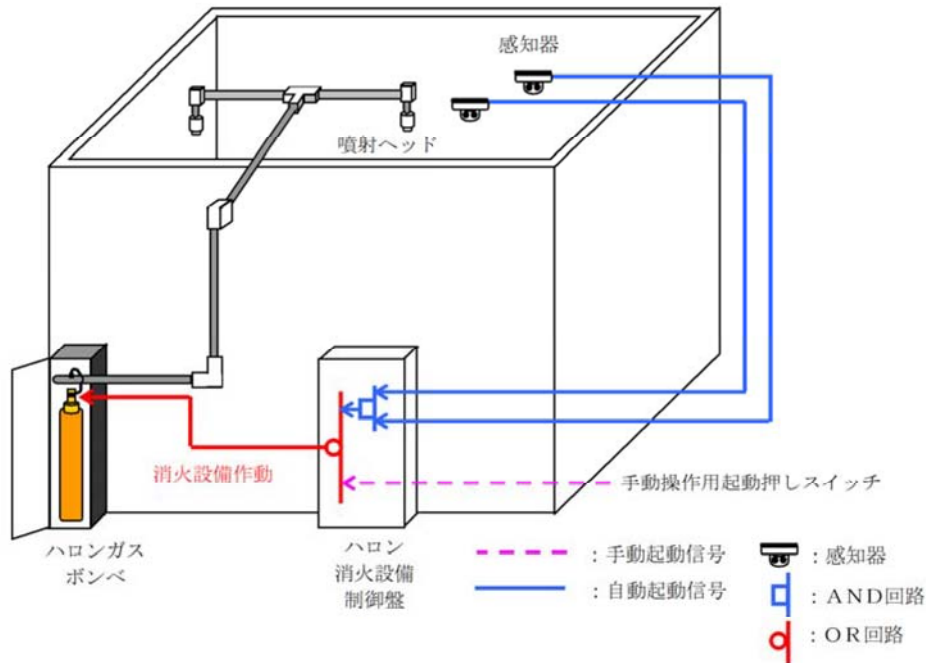 感知器
噴射ヘッド
消火設備作動
手動操作用起動押しスイッチ
ハロンガス
ボンベ
ハロン
消火設備
制御盤
：手動起動信号
：自動起動信号
：感知器
：ＡＮＤ回路
：ＯＲ回路